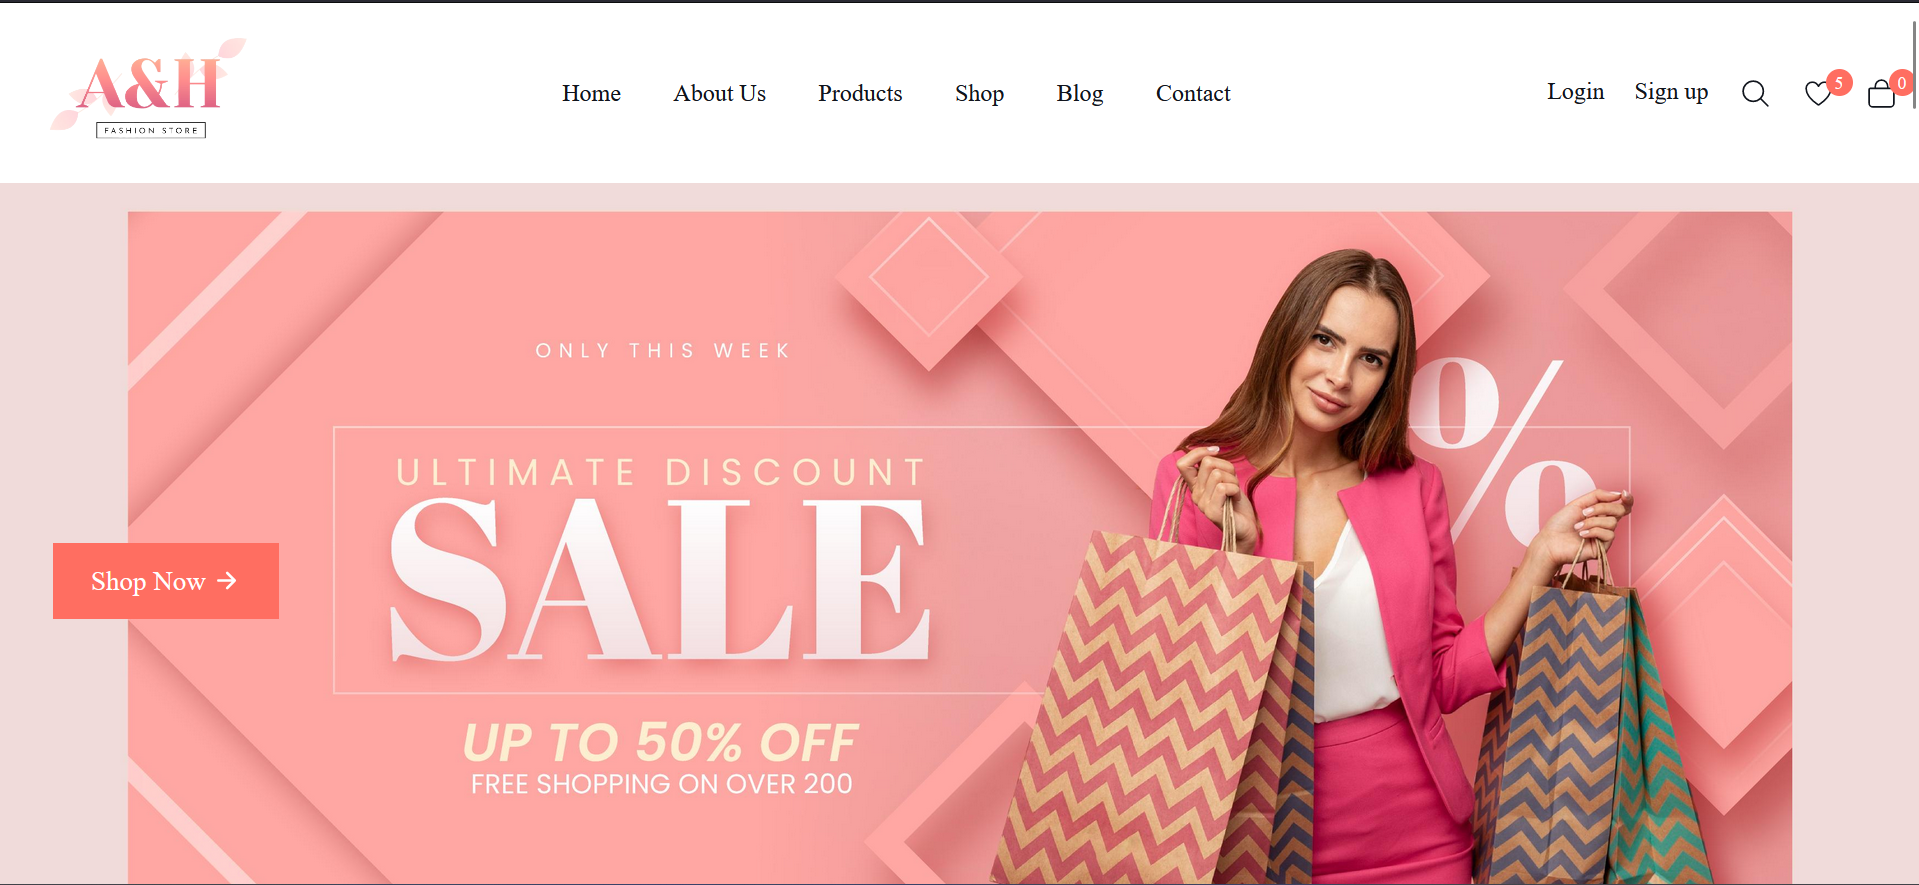 A&H
FASHION STORE
Home About Us Products Shop Blog Contact
Login Sign up 5 0
ONLY THIS WEEK
ULTIMATE DISCOUNT
SALE
%
Shop Now →
UP TO 50% OFF
FREE SHOPPING ON OVER 200